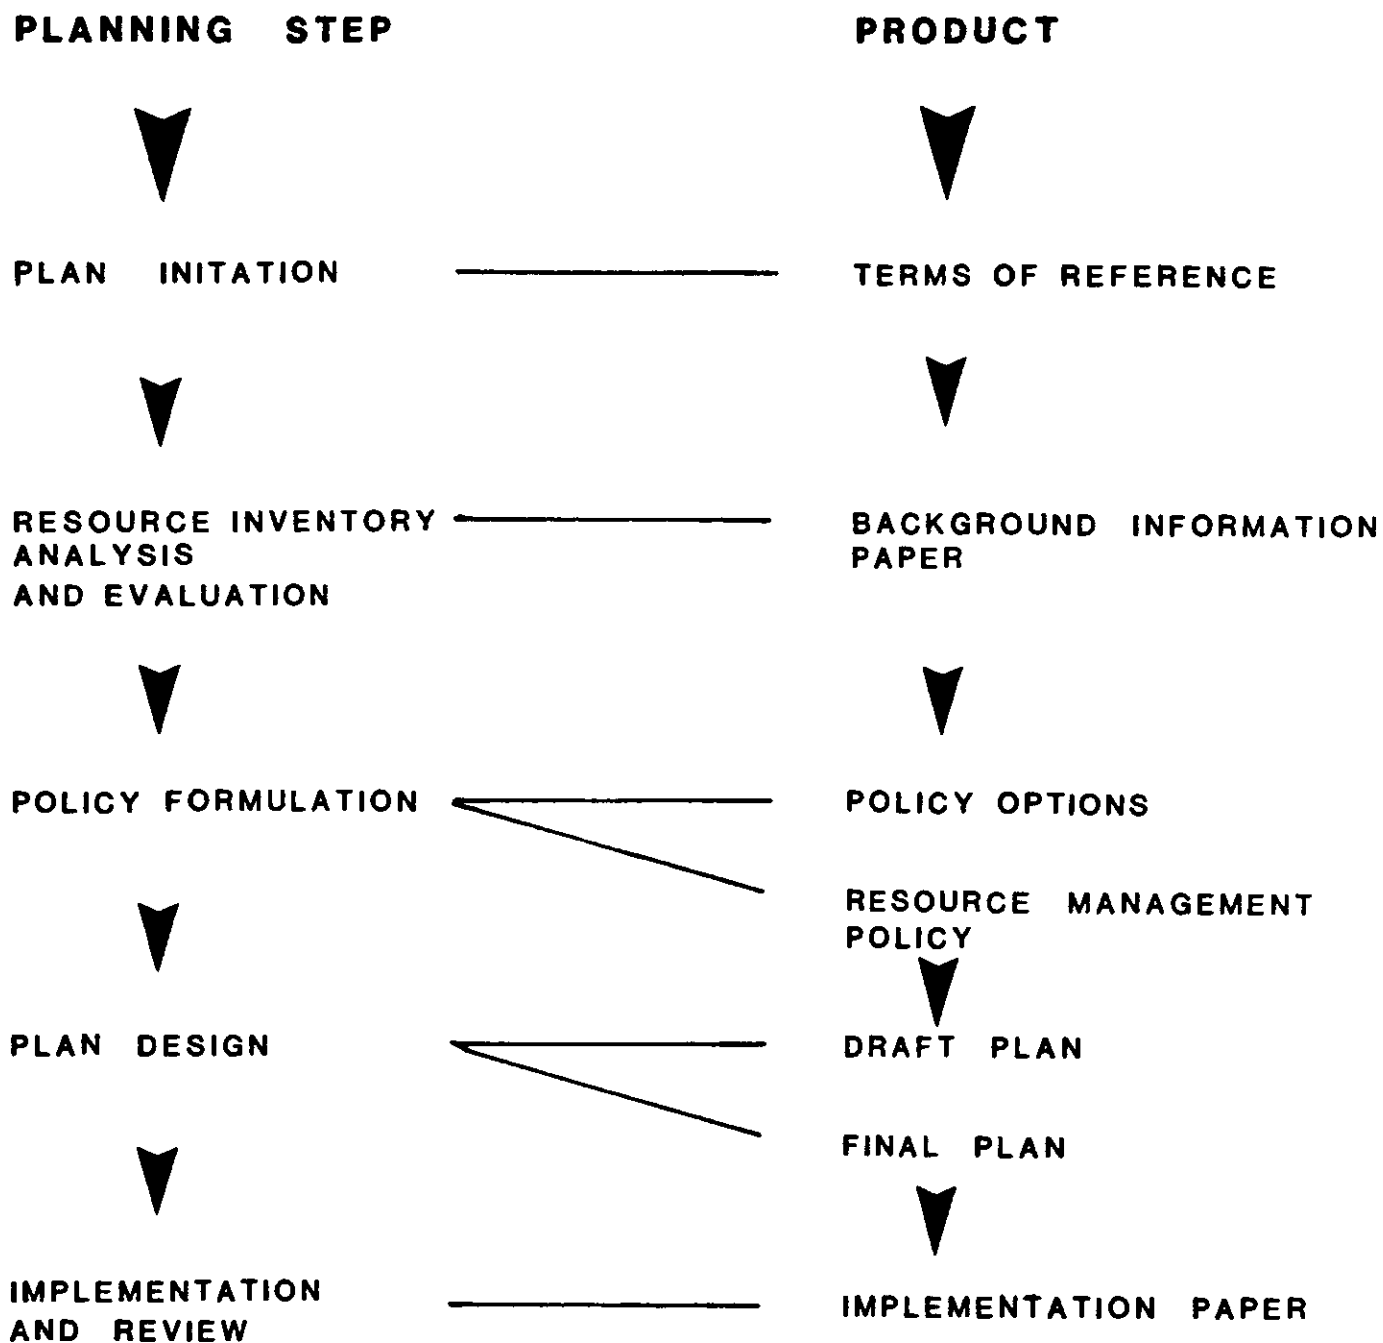 PLANNING STEP
PRODUCT
PLAN INITATION
TERMS OF REFERENCE
RESOURCE INVENTORY
ANALYSIS
AND EVALUATION
BACKGROUND INFORMATION
PAPER
POLICY FORMULATION
POLICY OPTIONS
RESOURCE MANAGEMENT
POLICY
PLAN DESIGN
DRAFT PLAN
FINAL PLAN
IMPLEMENTATION
AND REVIEW
IMPLEMENTATION PAPER